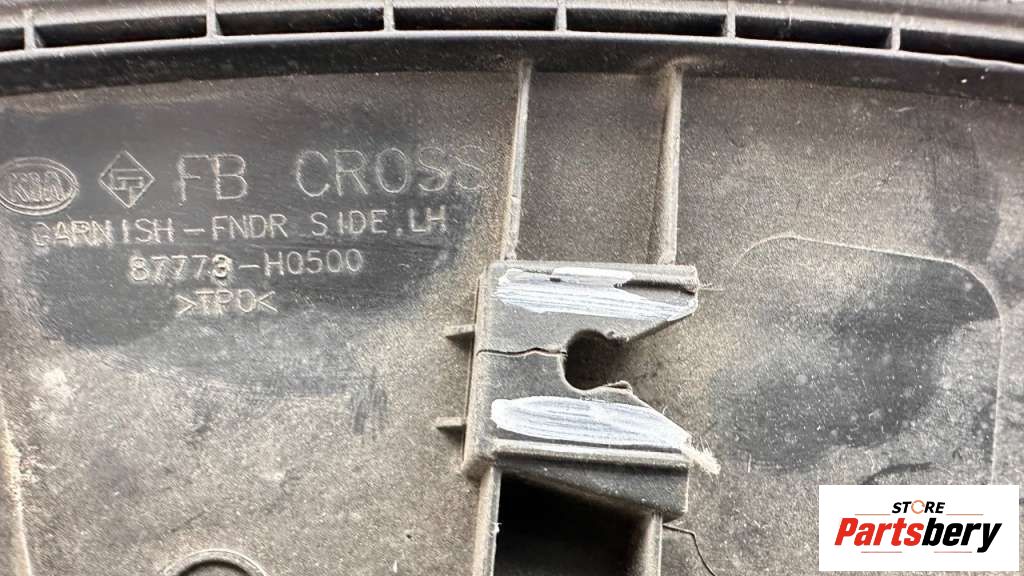 KIA FB CROSS
GARNISH-FNDR SIDE,LH
87773-H0500
>TPO<
STORE
Partsbery